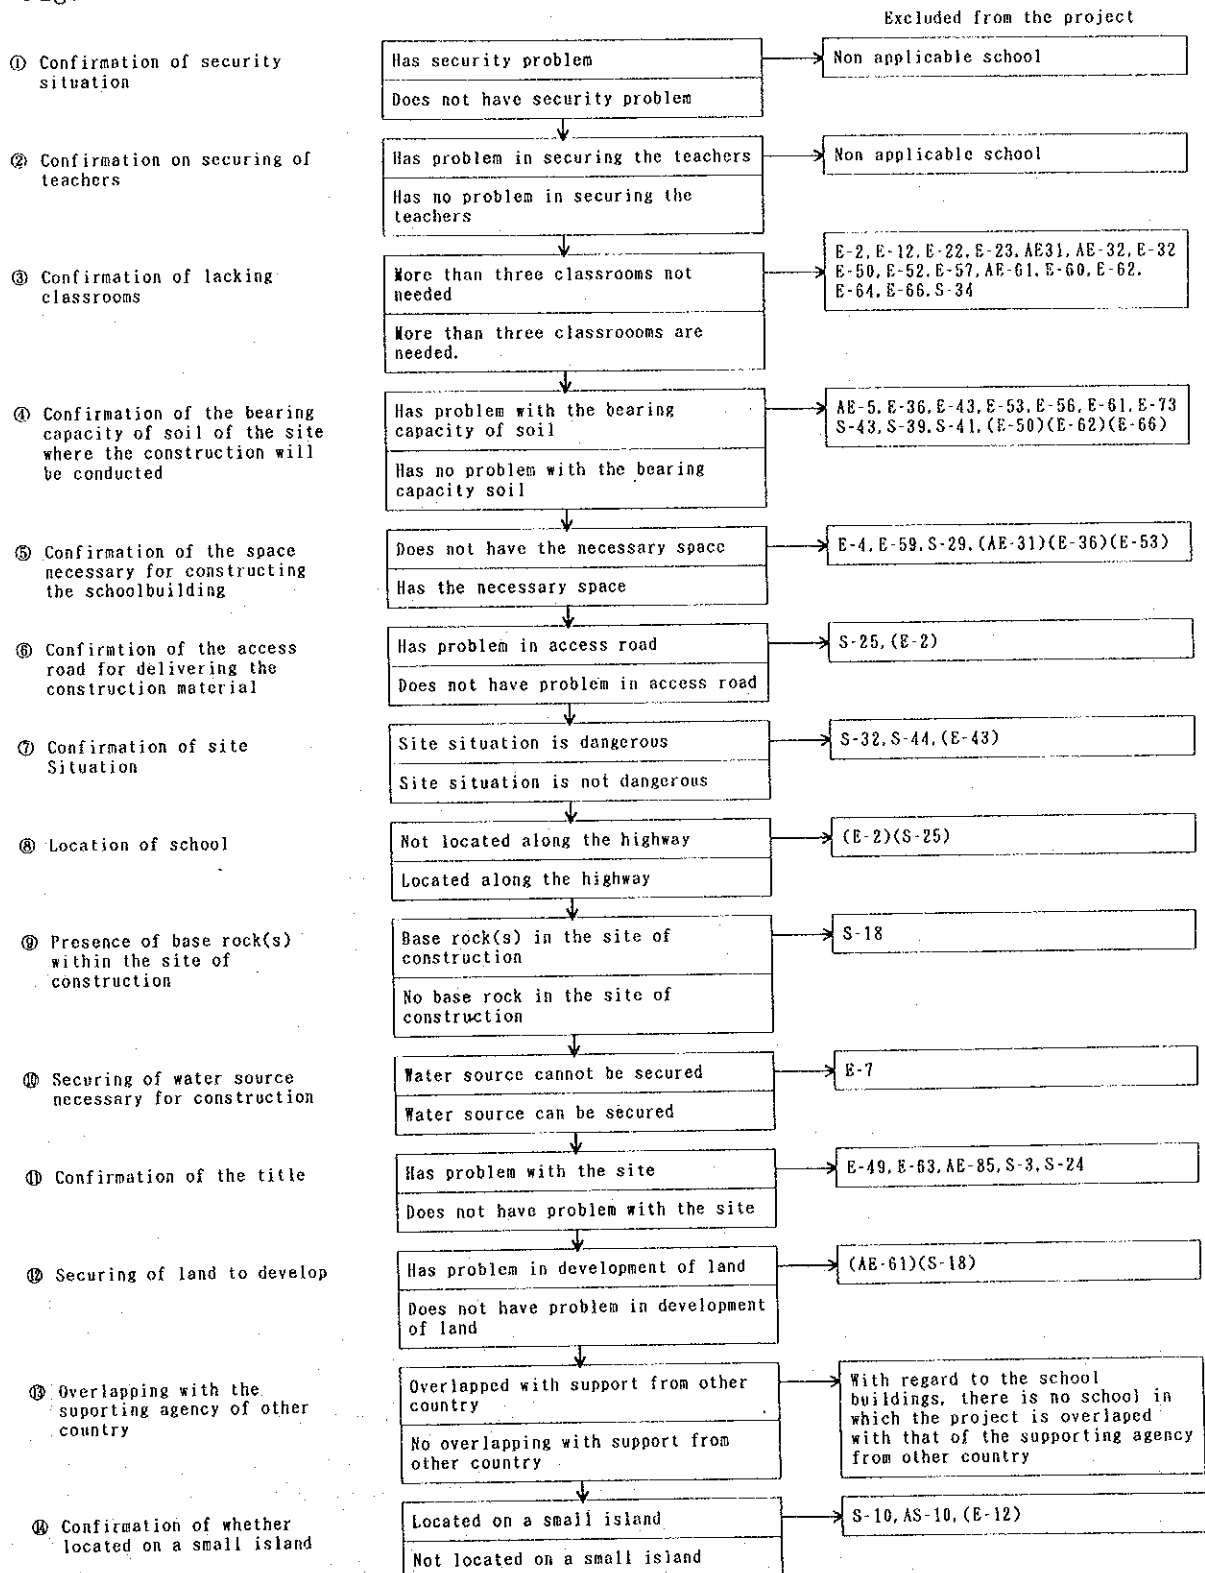 Excluded from the project
① Confirmation of security
situation
Has security problem
Does not have security problem
Non applicable school
② Confirmation on securing of
teachers
Has problem in securing the teachers
Has no problem in securing the
teachers
Non applicable school
③ Confirmation of lacking
classrooms
More than three classrooms not
needed
More than three classroooms are
needed.
E-2, E-12, E-22, E-23, AE31, AE-32, E-32
E-50, E-52, E-57, AE-61, E-60, E-62,
E-64, E-66, S-34
④ Confirmation of the bearing
capacity of soil of the site
where the construction will
be conducted
Has problem with the bearing
capacity of soil
Has no problem with the bearing
capacity soil
AE-5, E-36, E-43, E-53, E-56, E-61, E-73
S-43, S-39, S-41, (E-50)(E-62)(E-66)
⑤ Confirmation of the space
necessary for constructing
the schoolbuilding
Does not have the necessary space
Has the necessary space
E-4, E-59, S-29, (AE-31)(E-36)(E-53)
⑥ Confirmation of the access
road for delivering the
construction material
Has problem in access road
Does not have problem in access road
S-25, (E-2)
⑦ Confirmation of site
Situation
Site situation is dangerous
Site situation is not dangerous
S-32, S-44, (E-43)
⑧ Location of school
Not located along the highway
Located along the highway
(E-2)(S-25)
⑨ Presence of base rock(s)
within the site of
construction
Base rock(s) in the site of
construction
No base rock in the site of
construction
S-18
⑩ Securing of water source
necessary for construction
Water source cannot be secured
Water source can be secured
E-7
⑪ Confirmation of the title
Has problem with the site
Does not have problem with the site
E-49, E-63, AE-85, S-3, S-24
⑫ Securing of land to develop
Has problem in development of land
Does not have problem in development
of land
(AE-61)(S-18)
⑬ Overlapping with the
suporting agency of other
country
Overlapped with support from other
country
No overlapping with support from
other country
With regard to the school
buildings, there is no school in
which the project is overlaped
with that of the supporting agency
from other country
⑭ Confirmation of whether
located on a small island
Located on a small island
Not located on a small island
S-10, AS-10, (E-12)